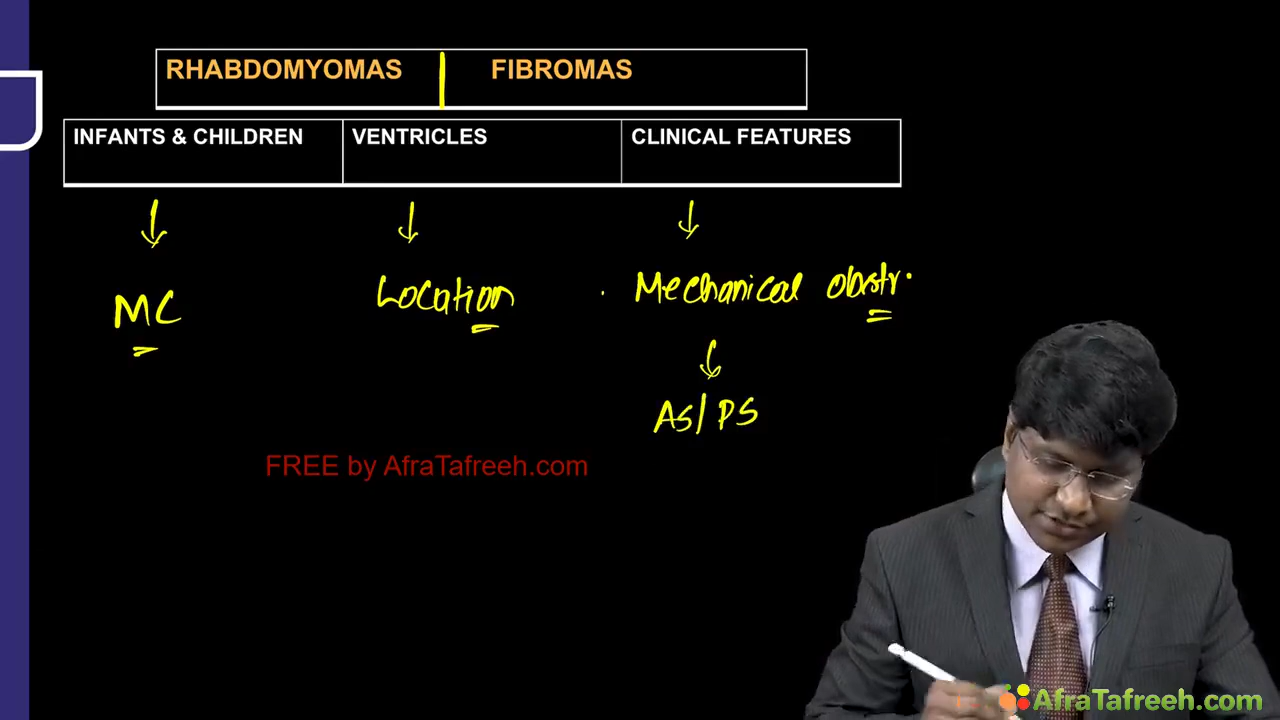 RHABDOMYOMAS FIBROMAS
INFANTS & CHILDREN VENTRICLES CLINICAL FEATURES
MC Location Mechanical obstr.
AS/PS
FREE by AfraTafreeh.com
AfraTafreeh.com